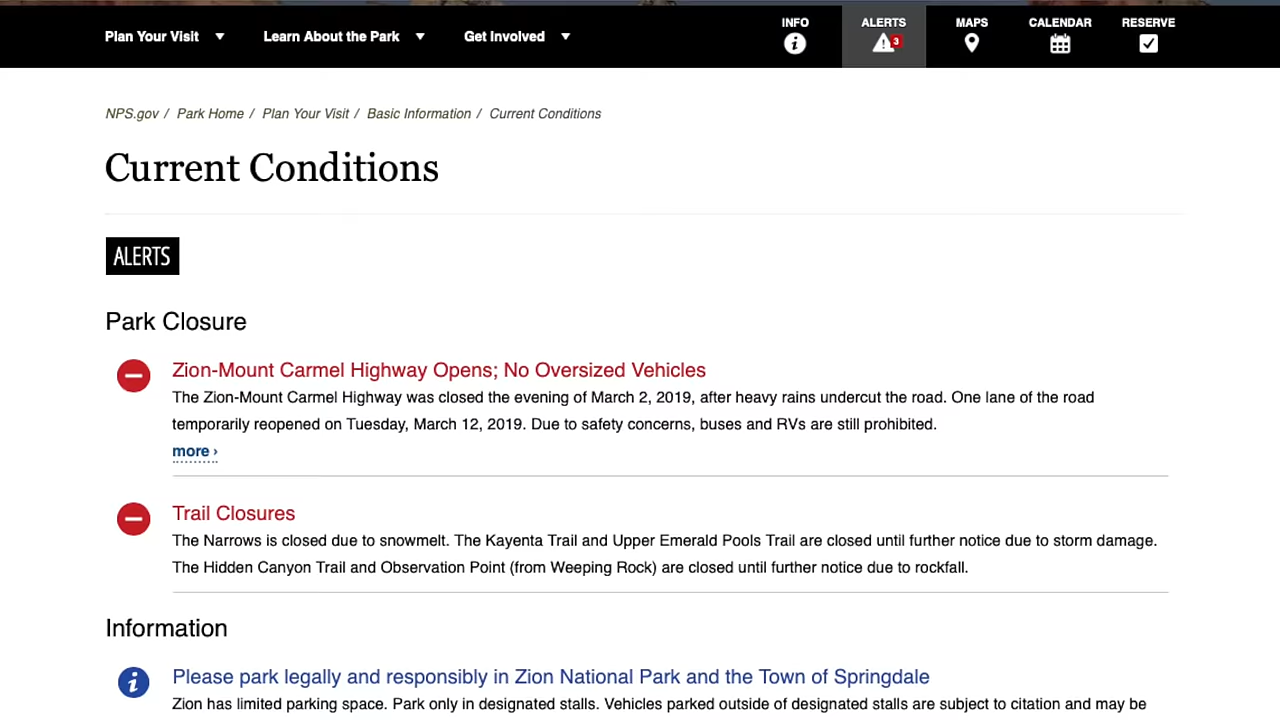 Plan Your Visit Learn About the Park Get Involved INFO ALERTS 3 MAPS CALENDAR RESERVE
NPS.gov / Park Home / Plan Your Visit / Basic Information / Current Conditions
Current Conditions
ALERTS
Park Closure
Zion-Mount Carmel Highway Opens; No Oversized Vehicles
The Zion-Mount Carmel Highway was closed the evening of March 2, 2019, after heavy rains undercut the road. One lane of the road
temporarily reopened on Tuesday, March 12, 2019. Due to safety concerns, buses and RVs are still prohibited.
more ›
Trail Closures
The Narrows is closed due to snowmelt. The Kayenta Trail and Upper Emerald Pools Trail are closed until further notice due to storm damage.
The Hidden Canyon Trail and Observation Point (from Weeping Rock) are closed until further notice due to rockfall.
Information
Please park legally and responsibly in Zion National Park and the Town of Springdale
Zion has limited parking space. Park only in designated stalls. Vehicles parked outside of designated stalls are subject to citation and may be